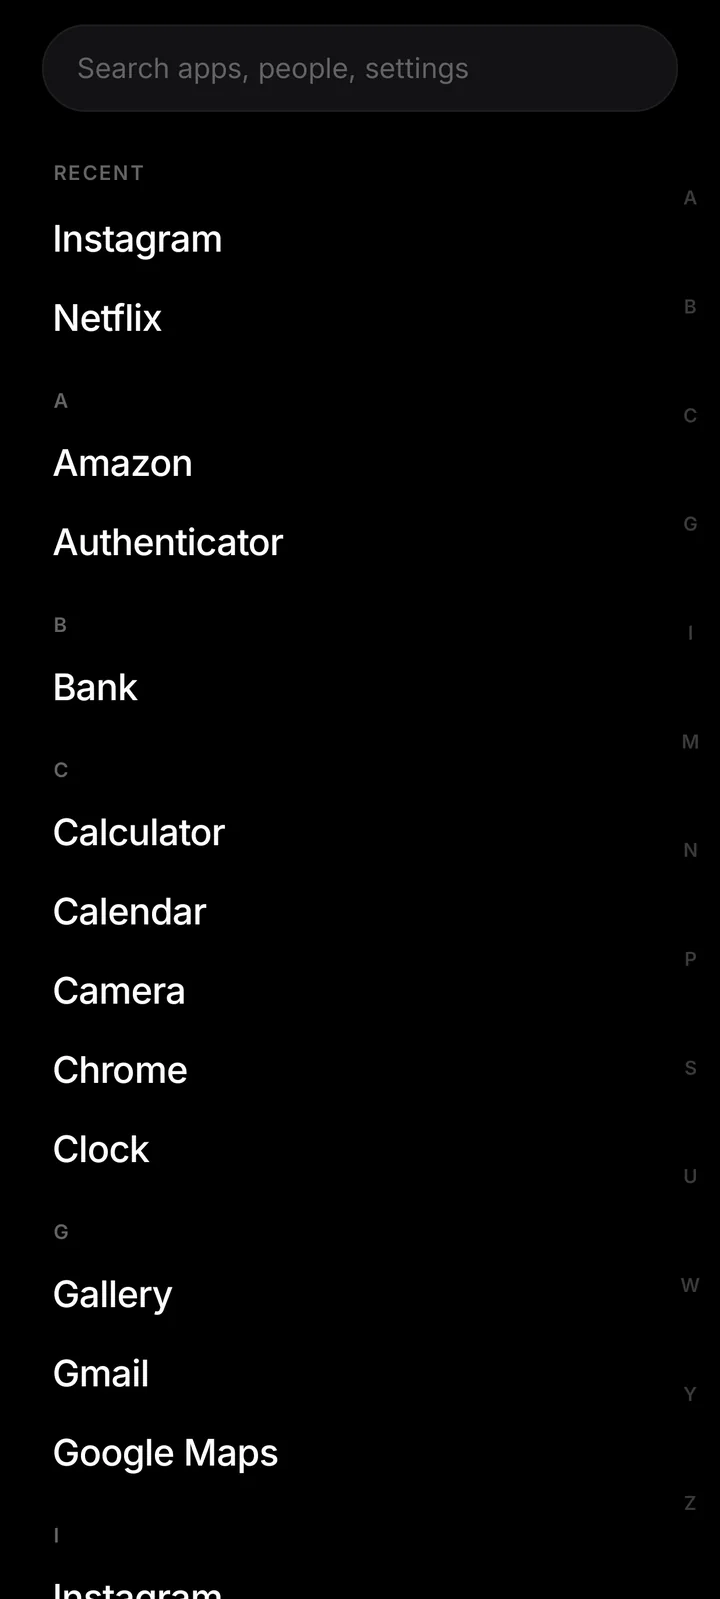 Search apps, people, settings
RECENT
Instagram
Netflix
A
Amazon
Authenticator
B
Bank
C
Calculator
Calendar
Camera
Chrome
Clock
G
Gallery
Gmail
Google Maps
I
Instagram
A
B
C
G
I
M
N
P
S
U
W
Y
Z